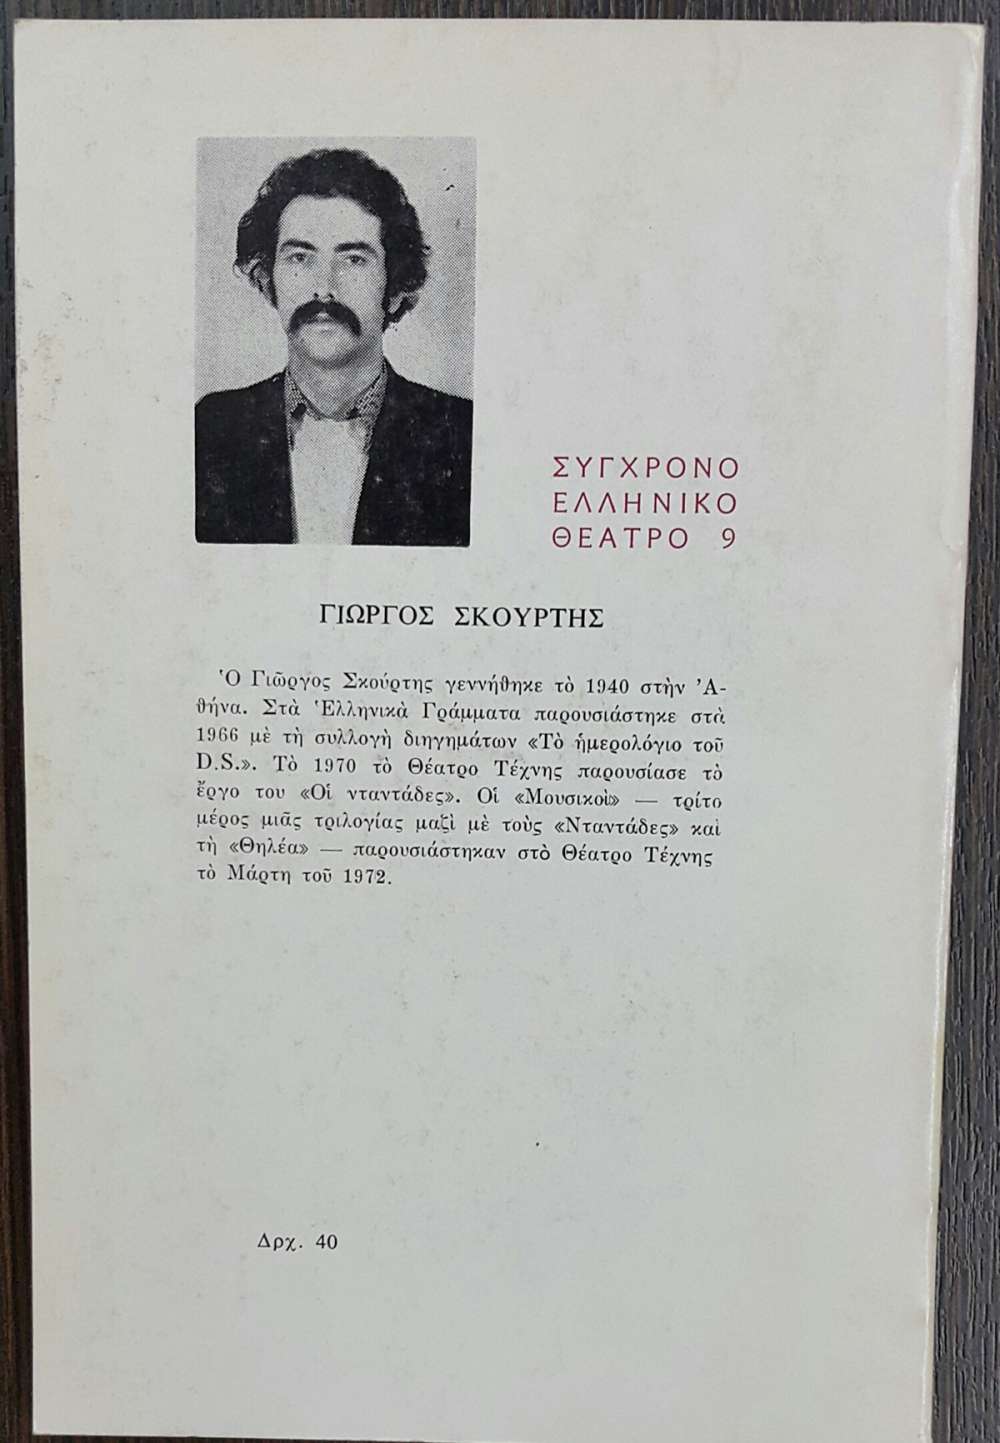 ΣΥΓΧΡΟΝΟ
ΕΛΛΗΝΙΚΟ
ΘΕΑΤΡΟ 9
ΓΙΩΡΓΟΣ ΣΚΟΥΡΤΗΣ
Ὁ Γιῶργος Σκούρτης γεννήθηκε τὸ 1940 στὴν Ἀ-
θήνα. Στὰ Ἑλληνικὰ Γράμματα παρουσιάστηκε στὰ
1966 μὲ τὴ συλλογὴ διηγημάτων «Τὸ ἡμερολόγιο τοῦ
D.S.». Τὸ 1970 τὸ Θέατρο Τέχνης παρουσίασε τὸ
ἔργο του «Οἱ νταντάδες». Οἱ «Μουσικοὶ» — τρίτο
μέρος μιᾶς τριλογίας μαζὶ μὲ τοὺς «Νταντάδες» καὶ
τὴ «Θηλέα» — παρουσιάστηκαν στὸ Θέατρο Τέχνης
τὸ Μάρτη τοῦ 1972.
Δρχ. 40